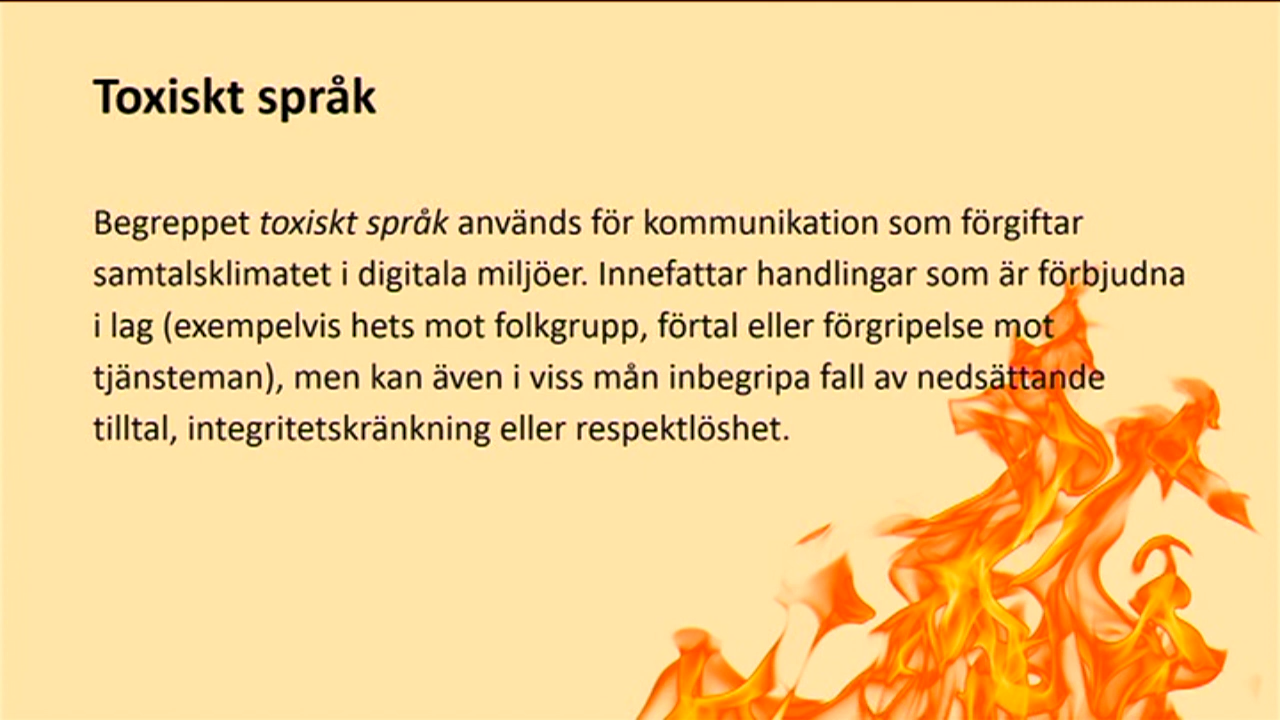 Toxiskt språk
Begreppet toxiskt språk används för kommunikation som förgiftar
samtalsklimatet i digitala miljöer. Innefattar handlingar som är förbjudna
i lag (exempelvis hets mot folkgrupp, förtal eller förgripelse mot
tjänsteman), men kan även i viss mån inbegripa fall av nedsättande
tilltal, integritetskränkning eller respektlöshet.